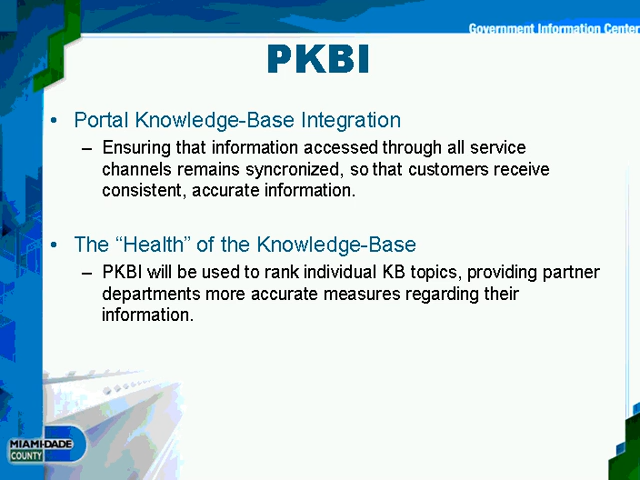 Government Information Center
PKBI
• Portal Knowledge-Base Integration
– Ensuring that information accessed through all service
channels remains syncronized, so that customers receive
consistent, accurate information.
• The “Health” of the Knowledge-Base
– PKBI will be used to rank individual KB topics, providing partner
departments more accurate measures regarding their
information.
MIAMI-DADE
COUNTY